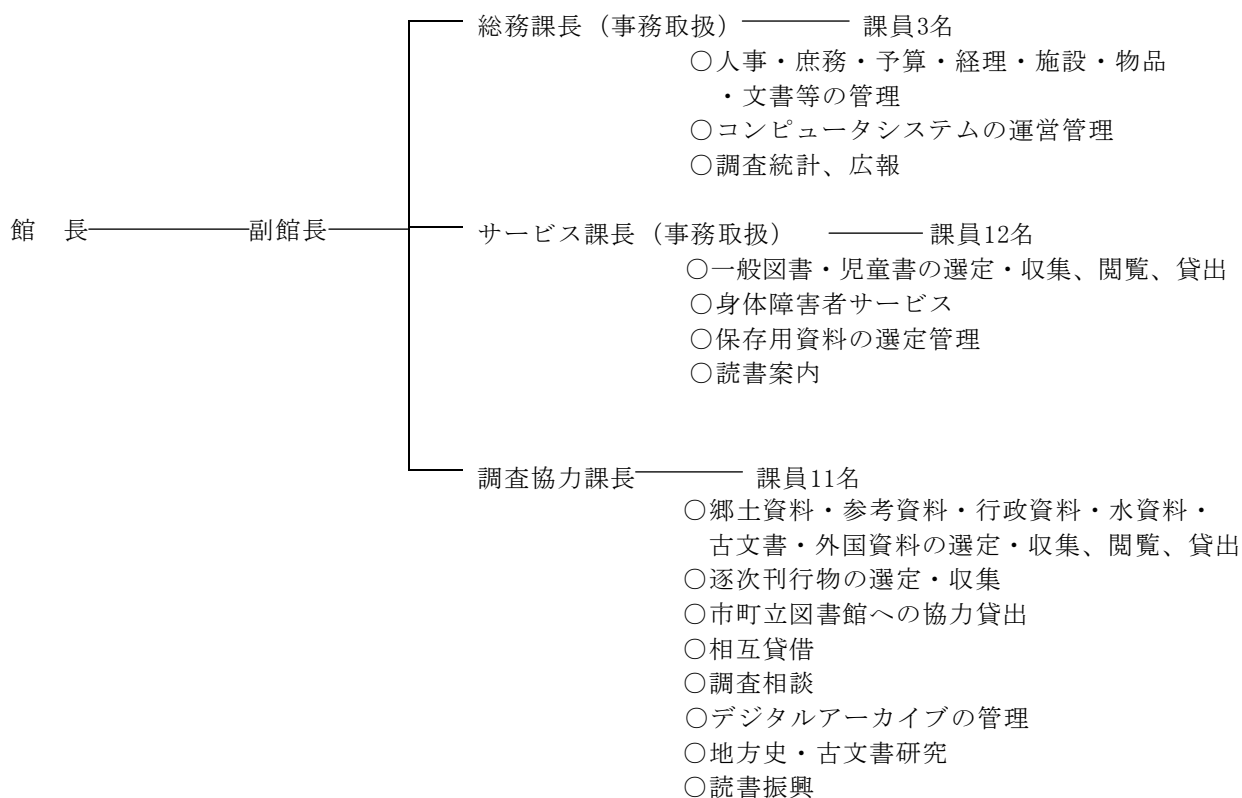 総務課長（事務取扱） 課員3名
○人事・庶務・予算・経理・施設・物品
・文書等の管理
○コンピュータシステムの運営管理
○調査統計、広報
館　長 副館長 サービス課長（事務取扱） 課員12名
○一般図書・児童書の選定・収集、閲覧、貸出
○身体障害者サービス
○保存用資料の選定管理
○読書案内
調査協力課長 課員11名
○郷土資料・参考資料・行政資料・水資料・
古文書・外国資料の選定・収集、閲覧、貸出
○逐次刊行物の選定・収集
○市町立図書館への協力貸出
○相互貸借
○調査相談
○デジタルアーカイブの管理
○地方史・古文書研究
○読書振興